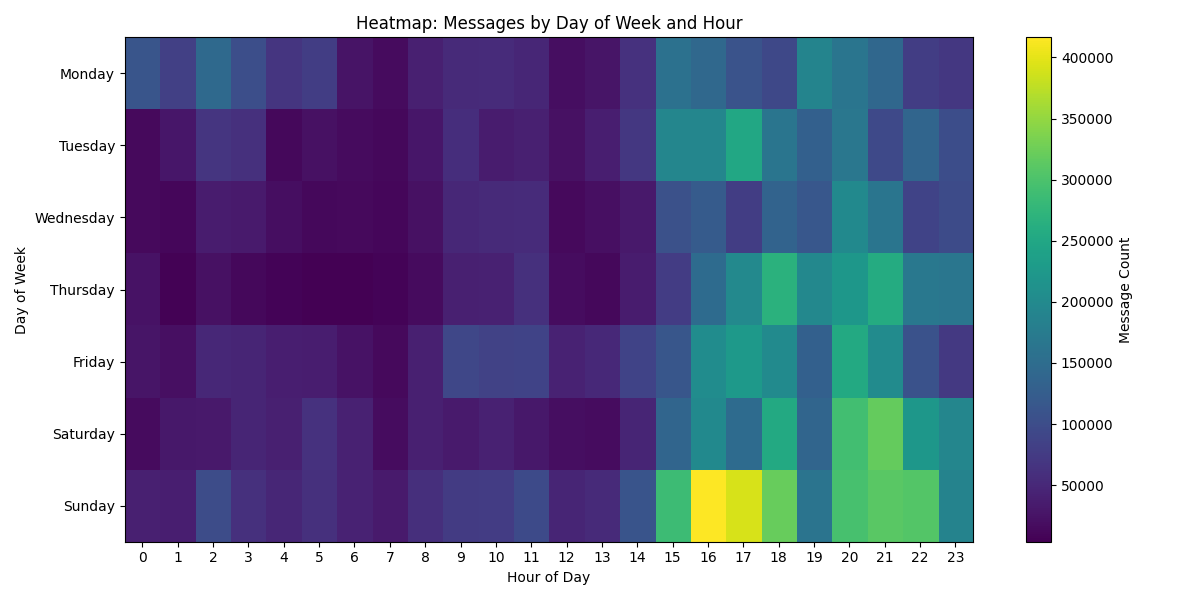 Heatmap: Messages by Day of Week and Hour
Day of Week
Monday
Tuesday
Wednesday
Thursday
Friday
Saturday
Sunday
0 1 2 3 4 5 6 7 8 9 10 11 12 13 14 15 16 17 18 19 20 21 22 23
Hour of Day
400000
350000
300000
250000
200000
150000
100000
50000
Message Count